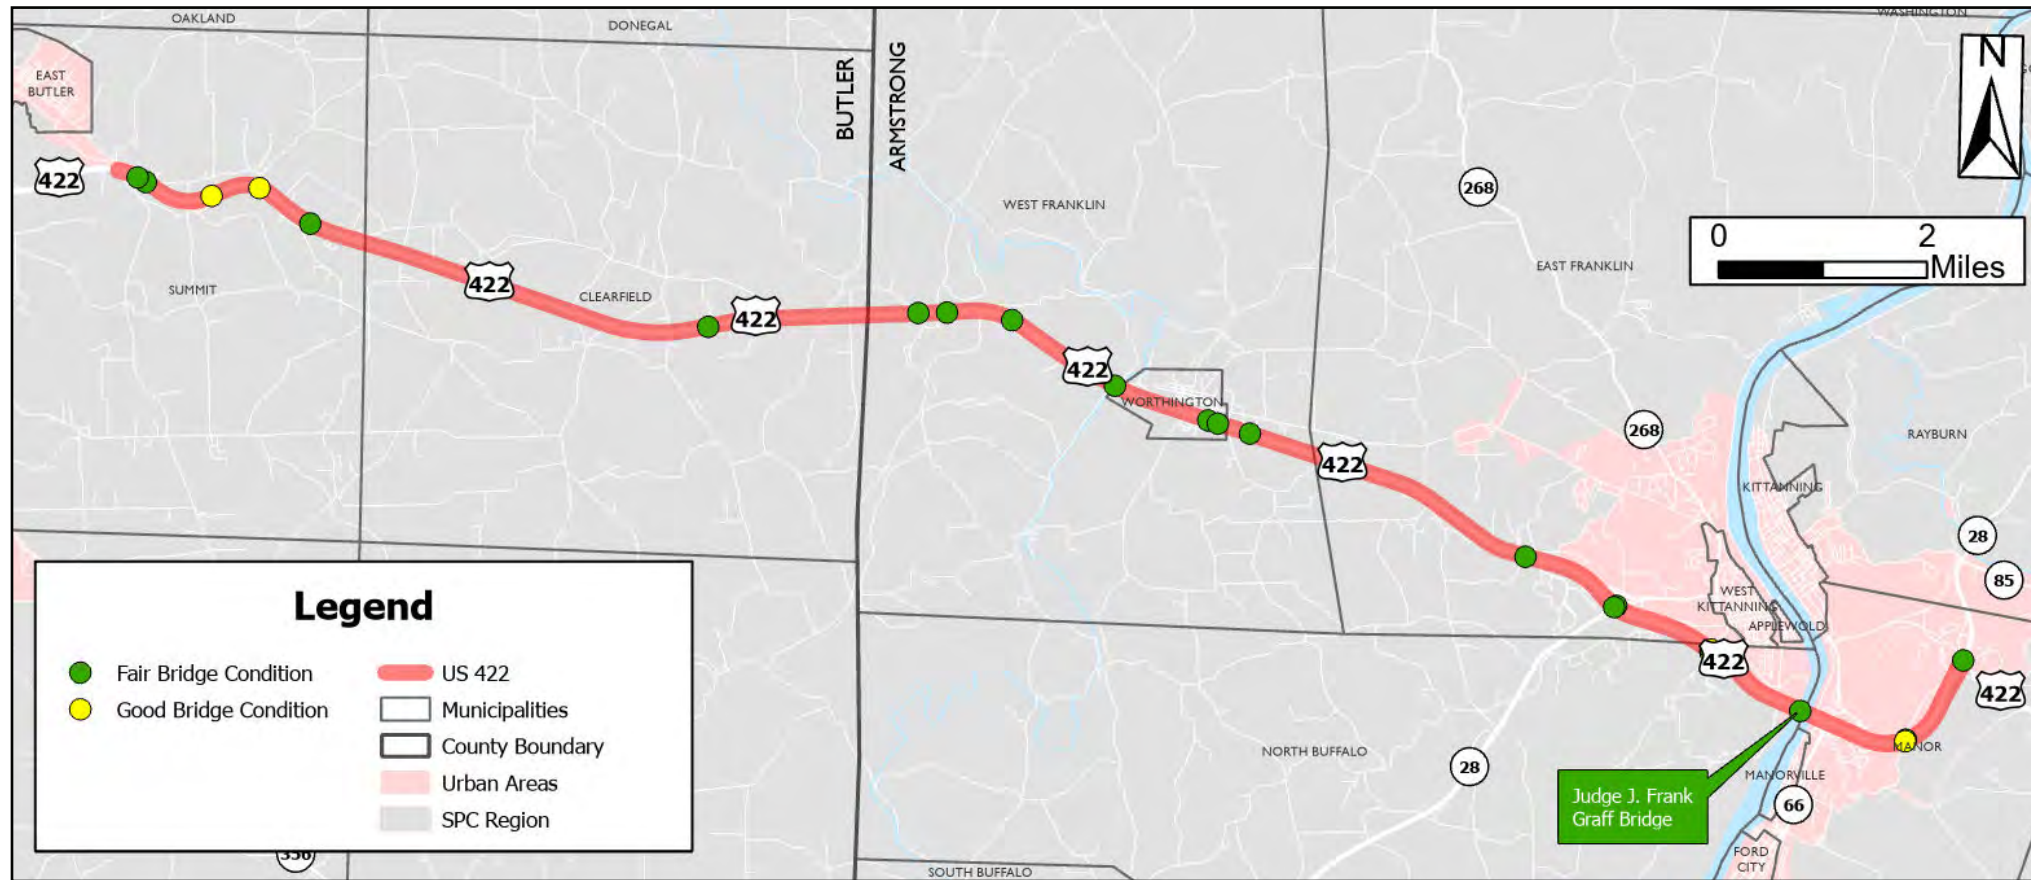 OAKLAND
DONEGAL
WASHINGTON
EAST
BUTLER
BUTLER
ARMSTRONG
N
422
268
WEST FRANKLIN
0 2
Miles
EAST FRANKLIN
SUMMIT
422
CLEARFIELD
422
422
WORTHINGTON
268
RAYBURN
422
KITTANNING
28
85
WEST
KITTANNING
APPLEWOLD
422
422
Legend
Fair Bridge Condition
Good Bridge Condition
US 422
Municipalities
County Boundary
Urban Areas
SPC Region
NORTH BUFFALO
28
MANOR
MANORVILLE
66
Judge J. Frank
Graff Bridge
356
FORD
CITY
SOUTH BUFFALO